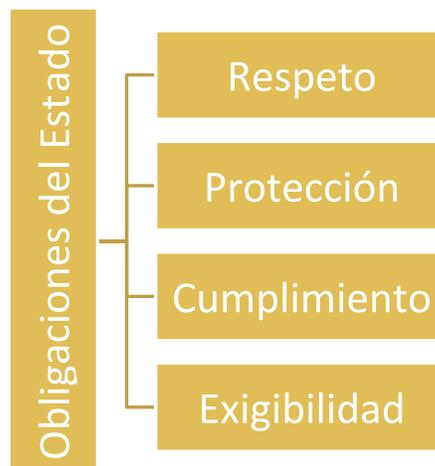 Obligaciones del Estado
Respeto
Protección
Cumplimiento
Exigibilidad